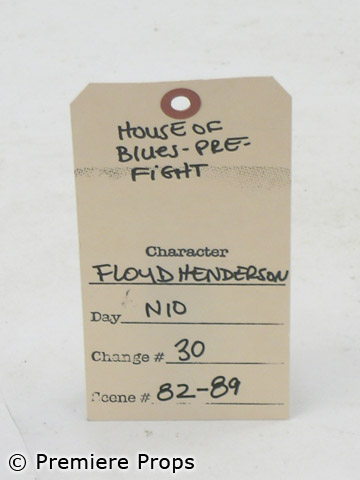 HOUSE OF
BLUES-PRE-
FIGHT
Character
FLOYD HENDERSON
Day N10
Change # 30
Scene # 82-89
© Premiere Props